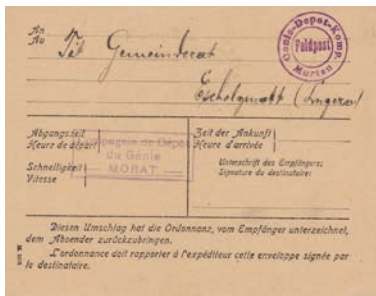 An
Au
Tit Gemeinderat
Escholzmatt (Luzern)
Genie-Depot-Komp.
Feldpost
Murten
Abgangszeit
Heure de départ
Zeit der Ankunft
Heure d'arrivée
Compagnie de Dépôt
du Génie
— MORAT —
Schnelligkeit
Vitesse
Unterschrift des Empfängers:
Signature du destinataire:
Diesen Umschlag hat die Ordonnanz, vom Empfänger unterzeichnet,
dem Absender zurückzubringen.
L'ordonnance doit rapporter à l'expéditeur cette enveloppe signée par
le destinataire.